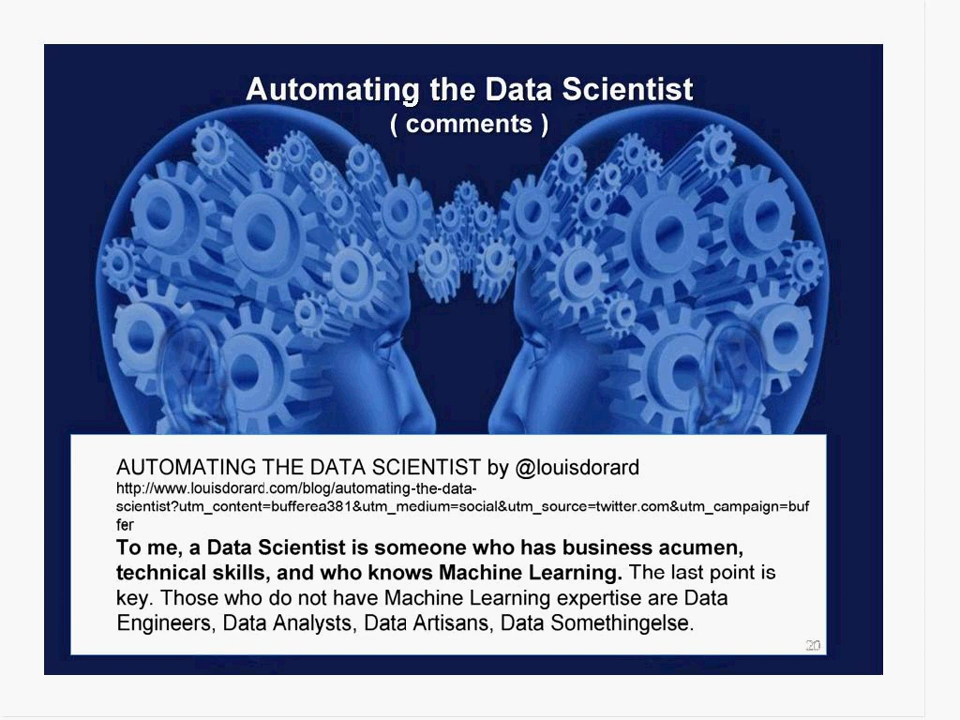 Automating the Data Scientist
( comments )
AUTOMATING THE DATA SCIENTIST by @louisdorard
http://www.louisdorard.com/blog/automating-the-data-
scientist?utm_content=bufferea381&utm_medium=social&utm_source=twitter.com&utm_campaign=buf
fer
To me, a Data Scientist is someone who has business acumen,
technical skills, and who knows Machine Learning. The last point is
key. Those who do not have Machine Learning expertise are Data
Engineers, Data Analysts, Data Artisans, Data Somethingelse.
20